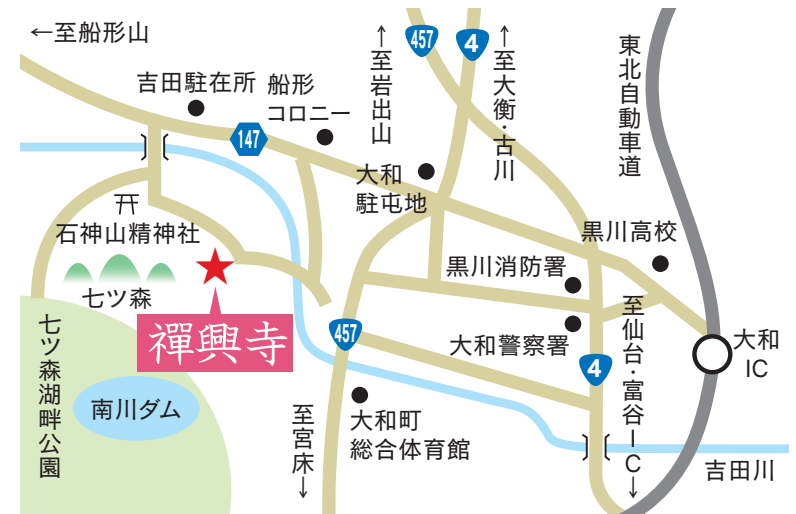 ←至船形山
吉田駐在所
船形
コロニー
147
←至岩出山
457
4
←至大衡・古川
東北自動車道
大和
駐屯地
石神山精神社
七ツ森
禪興寺
黒川高校
黒川消防署
大和警察署
457
4
大和
IC
七ツ森湖畔公園
南川ダム
至宮床→
大和町
総合体育館
至仙台・富谷IC→
吉田川